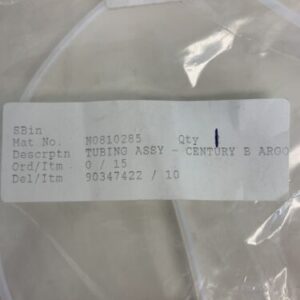 SBin
Mat No. N0810285 Qty 1
Descrptn TUBING ASSY - CENTURY B ARGO
Ord/Itm 0 / 15
Del/Itm 90347422 / 10